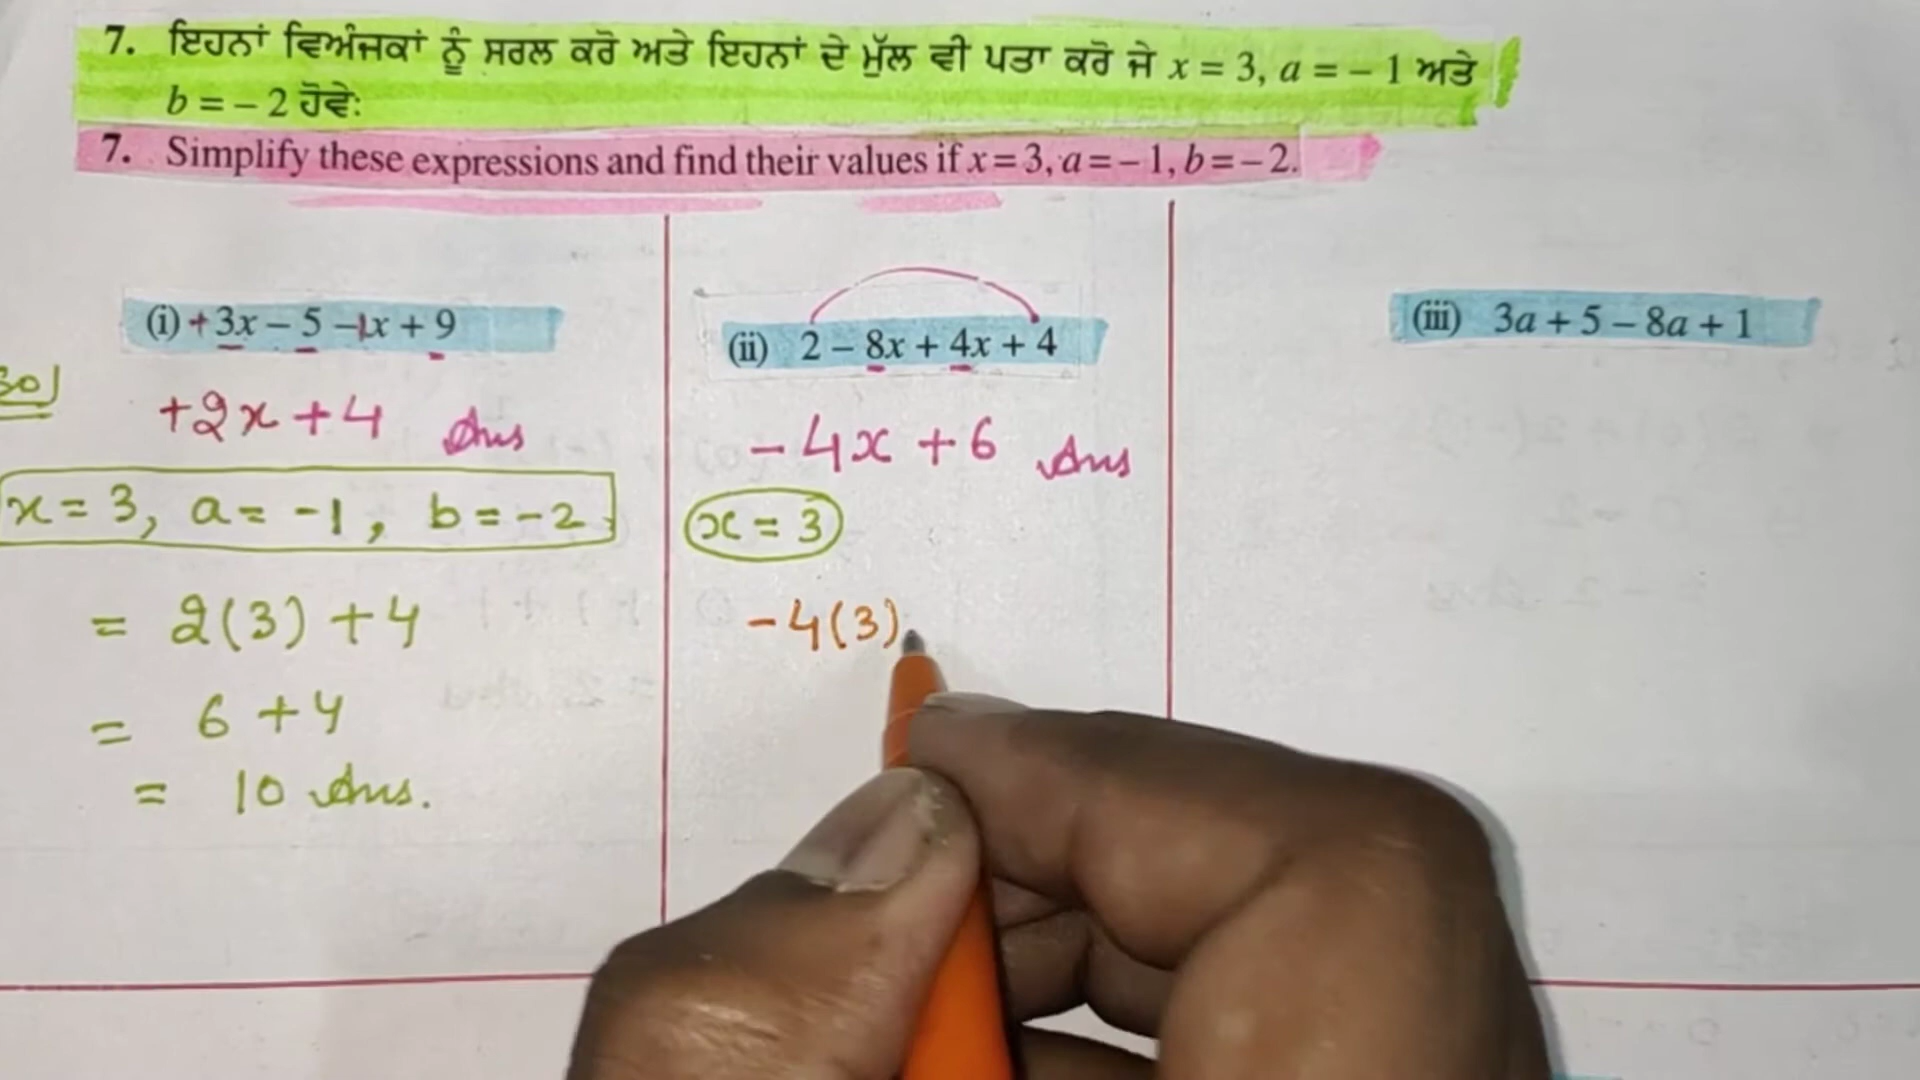 7. ਇਹਨਾਂ ਵਿਅੰਜਕਾਂ ਨੂੰ ਸਰਲ ਕਰੋ ਅਤੇ ਇਹਨਾਂ ਦੇ ਮੁੱਲ ਵੀ ਪਤਾ ਕਰੋ ਜੇ x = 3, a = – 1 ਅਤੇ
b = – 2 ਹੋਵੇ:
7. Simplify these expressions and find their values if x = 3, a = – 1, b = – 2.
(i) +3x – 5 – 1x + 9
+2x + 4 Ans
x = 3, a = -1, b = -2
= 2(3) + 4
= 6 + 4
= 10 Ans.
(ii) 2 – 8x + 4x + 4
- 4x + 6 Ans
x = 3
-4(3)
(iii) 3a + 5 – 8a + 1